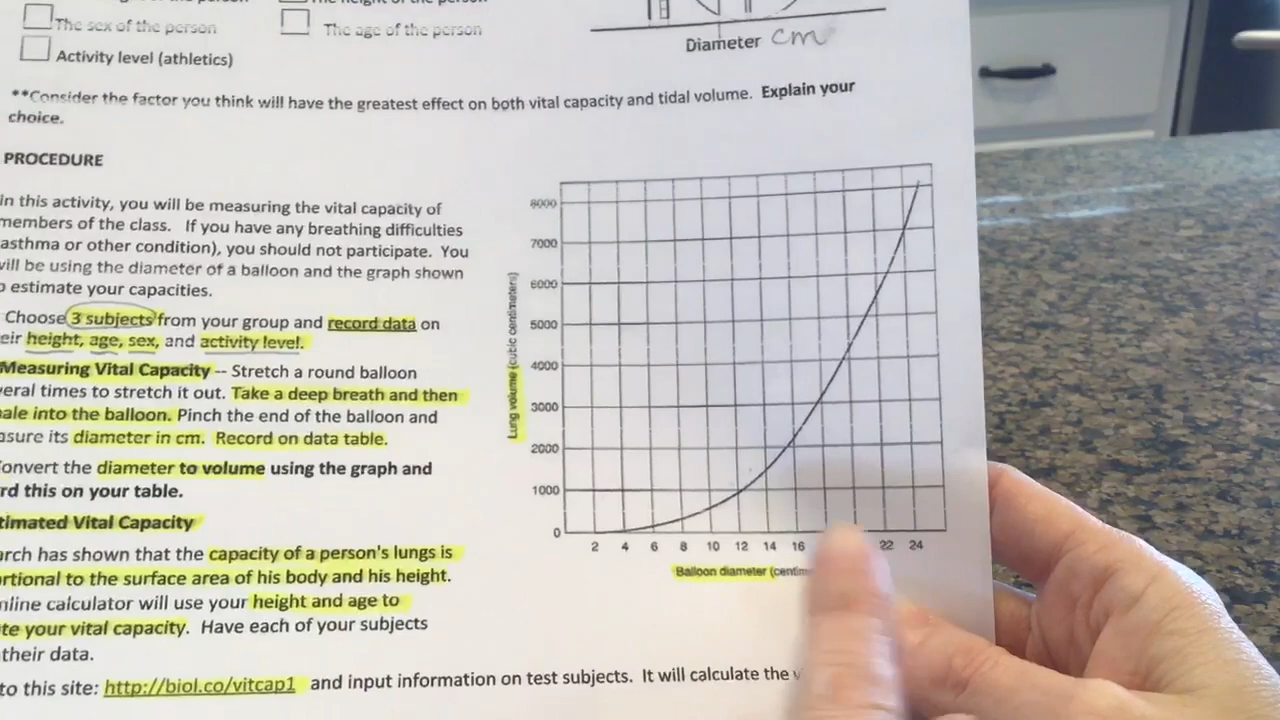 The sex of the person
The age of the person
Activity level (athletics)
Diameter cm
**Consider the factor you think will have the greatest effect on both vital capacity and tidal volume. Explain your
choice.
PROCEDURE
in this activity, you will be measuring the vital capacity of
members of the class. If you have any breathing difficulties
asthma or other condition), you should not participate. You
will be using the diameter of a balloon and the graph shown
o estimate your capacities.
Choose 3 subjects from your group and record data on
eir height, age, sex, and activity level.
Measuring Vital Capacity -- Stretch a round balloon
veral times to stretch it out. Take a deep breath and then
ale into the balloon. Pinch the end of the balloon and
asure its diameter in cm. Record on data table.
Convert the diameter to volume using the graph and
rd this on your table.
timated Vital Capacity
arch has shown that the capacity of a person's lungs is
rtional to the surface area of his body and his height.
nline calculator will use your height and age to
te your vital capacity. Have each of your subjects
their data.
to this site: http://biol.co/vitcap1 and input information on test subjects. It will calculate the v
Lung volume (cubic centimeters)
8000
7000
6000
5000
4000
3000
2000
1000
0
2 4 6 8 10 12 14 16 22 24
Balloon diameter (centim